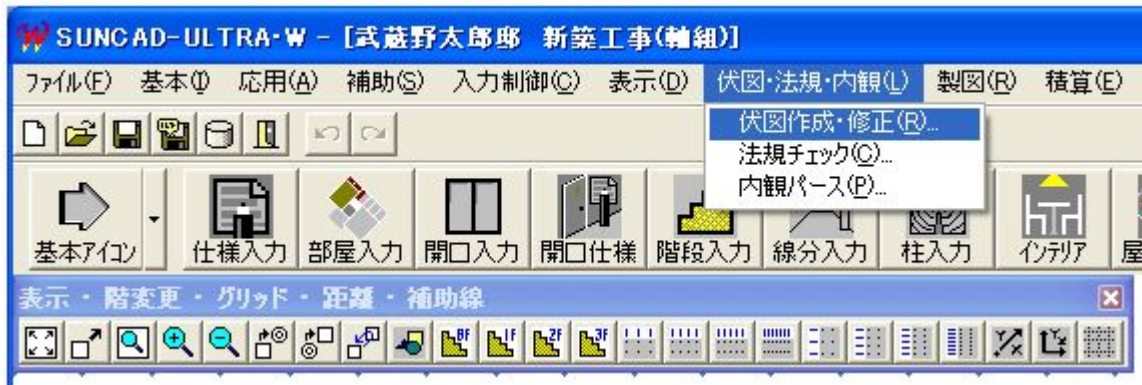 SUNCAD-ULTRA・W - [武蔵野太郎邸 新築工事(軸組)]
ファイル(F) 基本(I) 応用(A) 補助(S) 入力制御(C) 表示(D) 伏図・法規・内観(L) 製図(R) 積算(E)
伏図作成・修正(R)...
法規チェック(C)...
内観パース(P)...
基本アイコン 仕様入力 部屋入力 開口入力 開口仕様 階段入力 線分入力 柱入力 インテリア 屋
表示 ・ 階変更 ・ グリッド ・ 距離 ・ 補助線
BF 1F 2F 3F